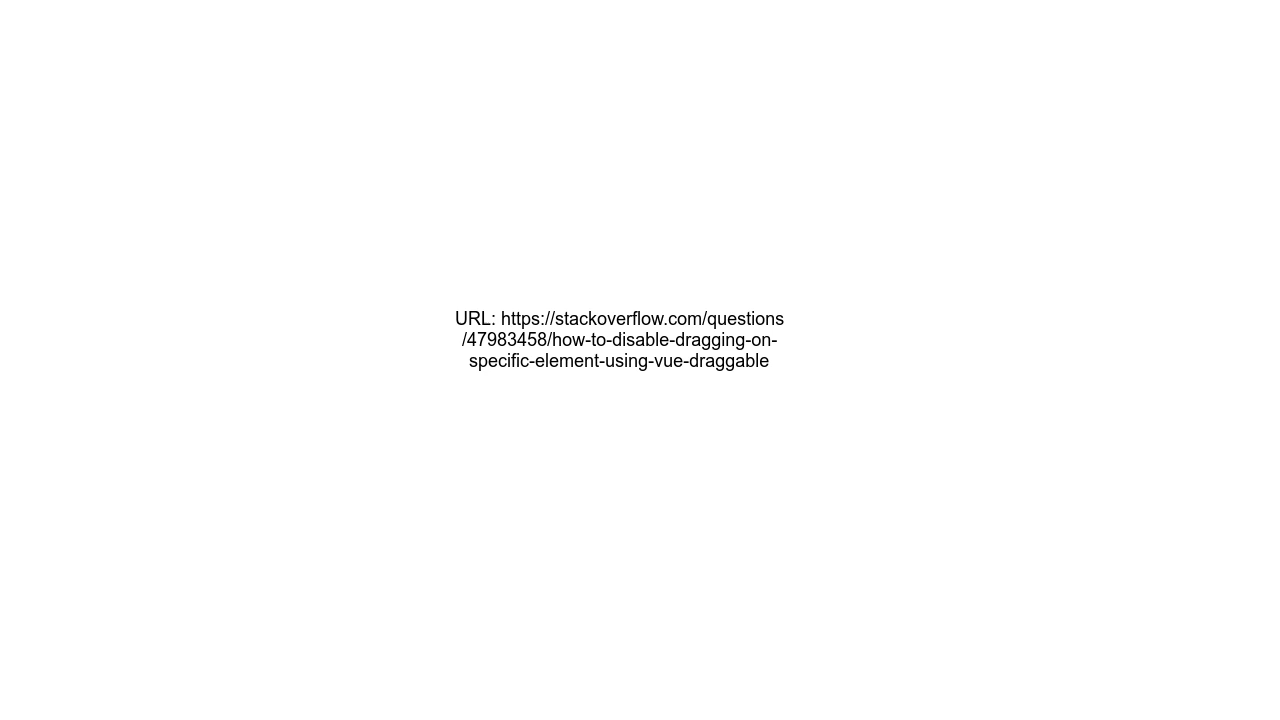 URL: https://stackoverflow.com/questions
/47983458/how-to-disable-dragging-on-
specific-element-using-vue-draggable